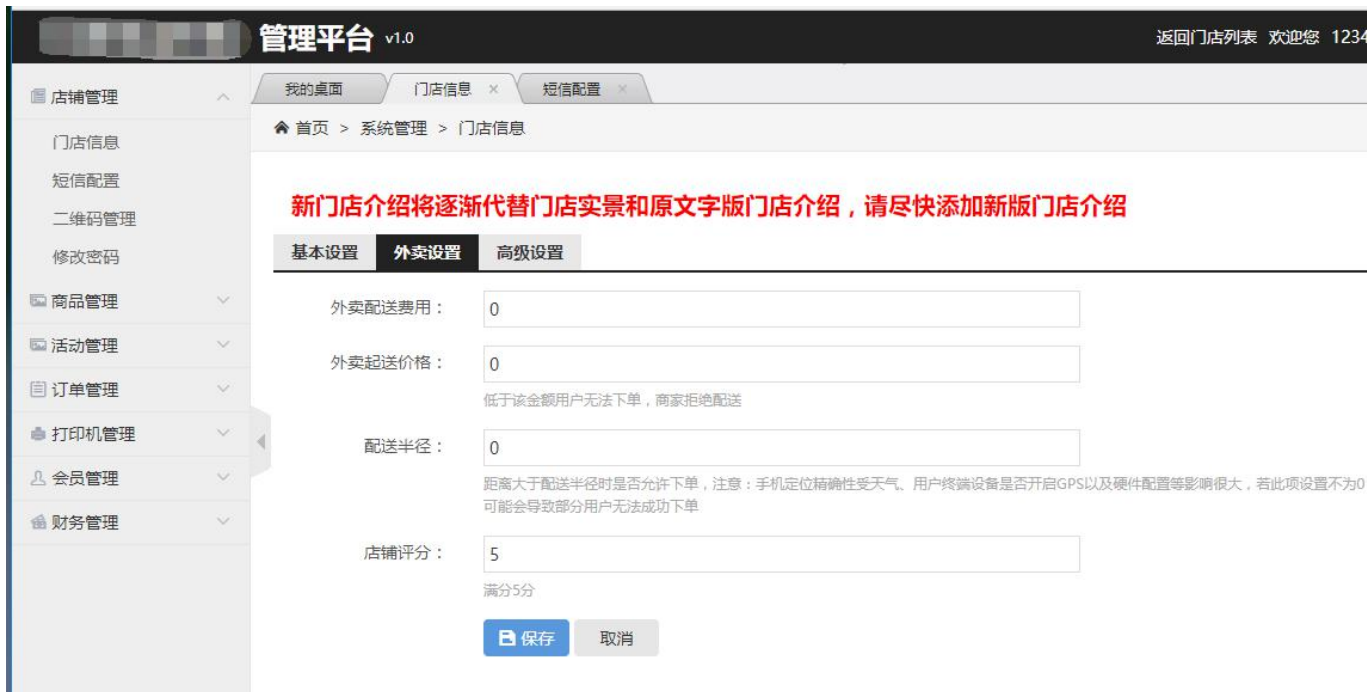 管理平台 v1.0
返回门店列表 欢迎您 1234
店铺管理
门店信息
短信配置
二维码管理
修改密码
商品管理
活动管理
订单管理
打印机管理
会员管理
财务管理
我的桌面 门店信息 × 短信配置 ×
首页 > 系统管理 > 门店信息
新门店介绍将逐渐代替门店实景和原文字版门店介绍，请尽快添加新版门店介绍
基本设置 外卖设置 高级设置
外卖配送费用： 0
外卖起送价格： 0
低于该金额用户无法下单，商家拒绝配送
配送半径： 0
距离大于配送半径时是否允许下单，注意：手机定位精确性受天气、用户终端设备是否开启GPS以及硬件配置等影响很大，若此项设置不为0
可能会导致部分用户无法成功下单
店铺评分： 5
满分5分
保存 取消